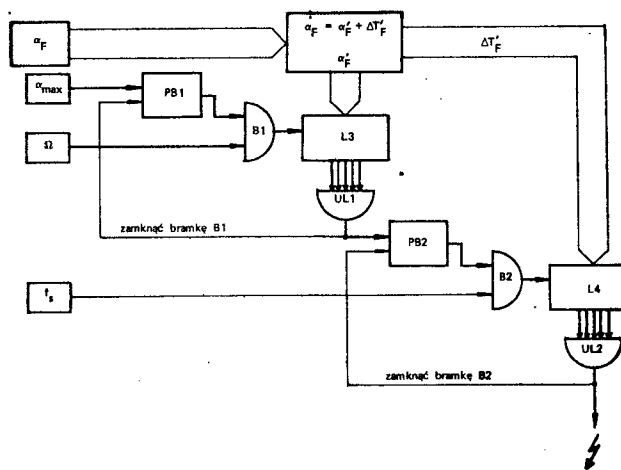 α_F
α_F = α'_F + ΔT'_F
α'_F
ΔT'_F
α_max
PB1
B1
L3
Ω
UL1
zamknąć bramkę B1
PB2
B2
L4
f_s
UL2
zamknąć bramkę B2